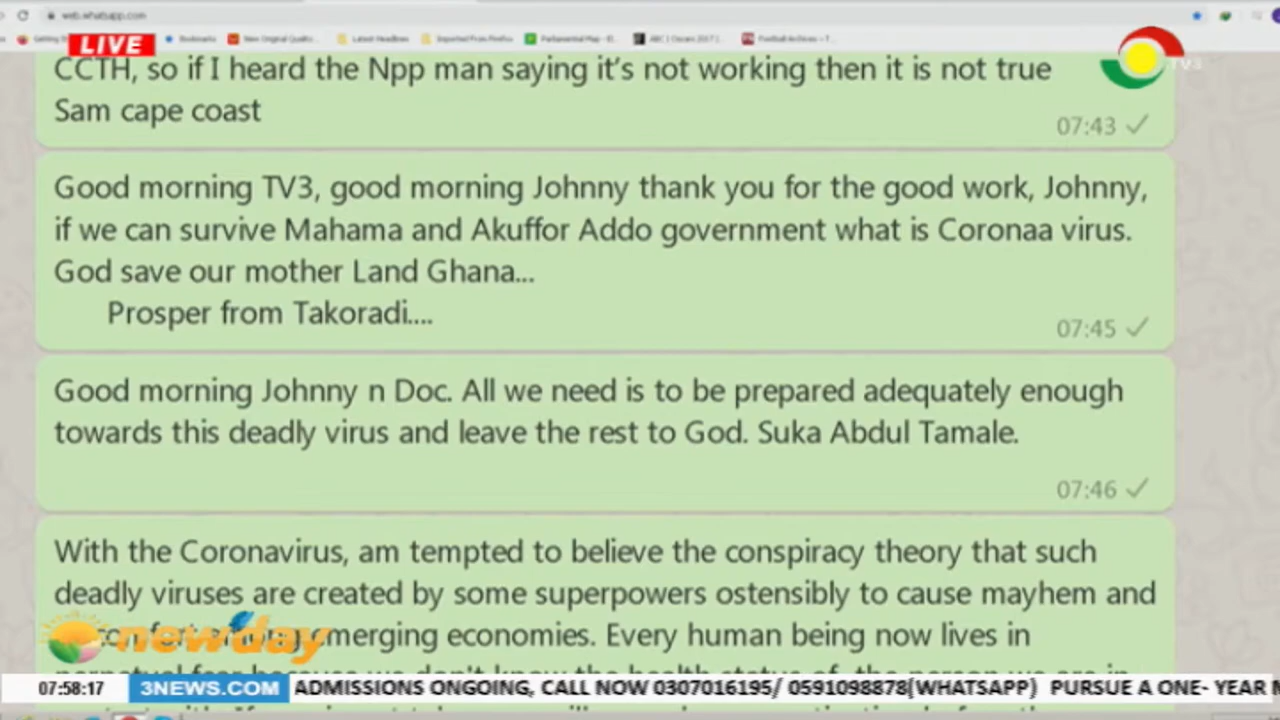 web.whatsapp.com
LIVE
Bookmarks
Latest Headlines
TV3
CCTH, so if I heard the Npp man saying it's not working then it is not true
Sam cape coast
07:43
Good morning TV3, good morning Johnny thank you for the good work, Johnny,
if we can survive Mahama and Akuffor Addo government what is Coronaa virus.
God save our mother Land Ghana...
Prosper from Takoradi....
07:45
Good morning Johnny n Doc. All we need is to be prepared adequately enough
towards this deadly virus and leave the rest to God. Suka Abdul Tamale.
07:46
With the Coronavirus, am tempted to believe the conspiracy theory that such
deadly viruses are created by some superpowers ostensibly to cause mayhem and
emerging economies. Every human being now lives in
newday
07:58:17
3NEWS.COM
ADMISSIONS ONGOING, CALL NOW 0307016195/ 0591098878(WHATSAPP) PURSUE A ONE- YEAR